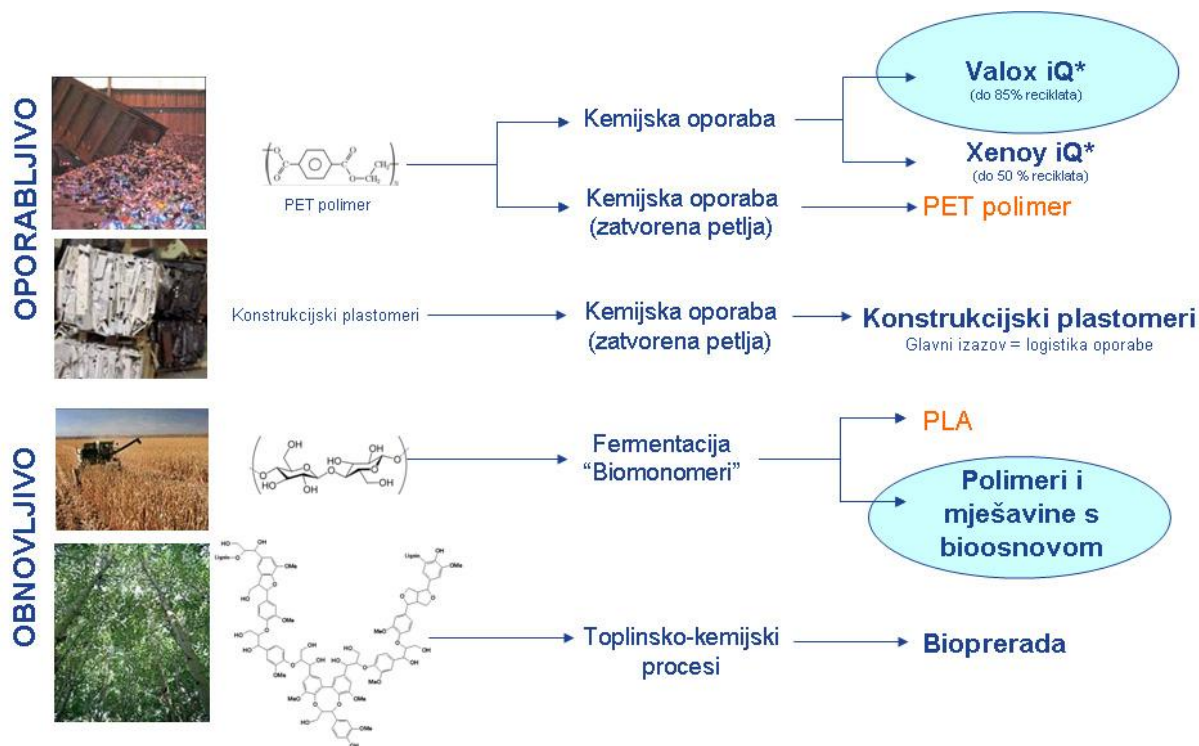 OPORABLJIVO
PET polimer
Kemijska oporaba
Valox iQ*
(do 85% reciklata)
Xenoy iQ*
(do 50 % reciklata)
Kemijska oporaba
(zatvorena petlja)
PET polimer
Konstrukcijski plastomeri
Kemijska oporaba
(zatvorena petlja)
Konstrukcijski plastomeri
Glavni izazov = logistika oporabe
OBNOVLJIVO
Fermentacija
“Biomonomeri”
PLA
Polimeri i
mješavine s
bioosnovom
Toplinsko-kemijski
procesi
Bioprerada